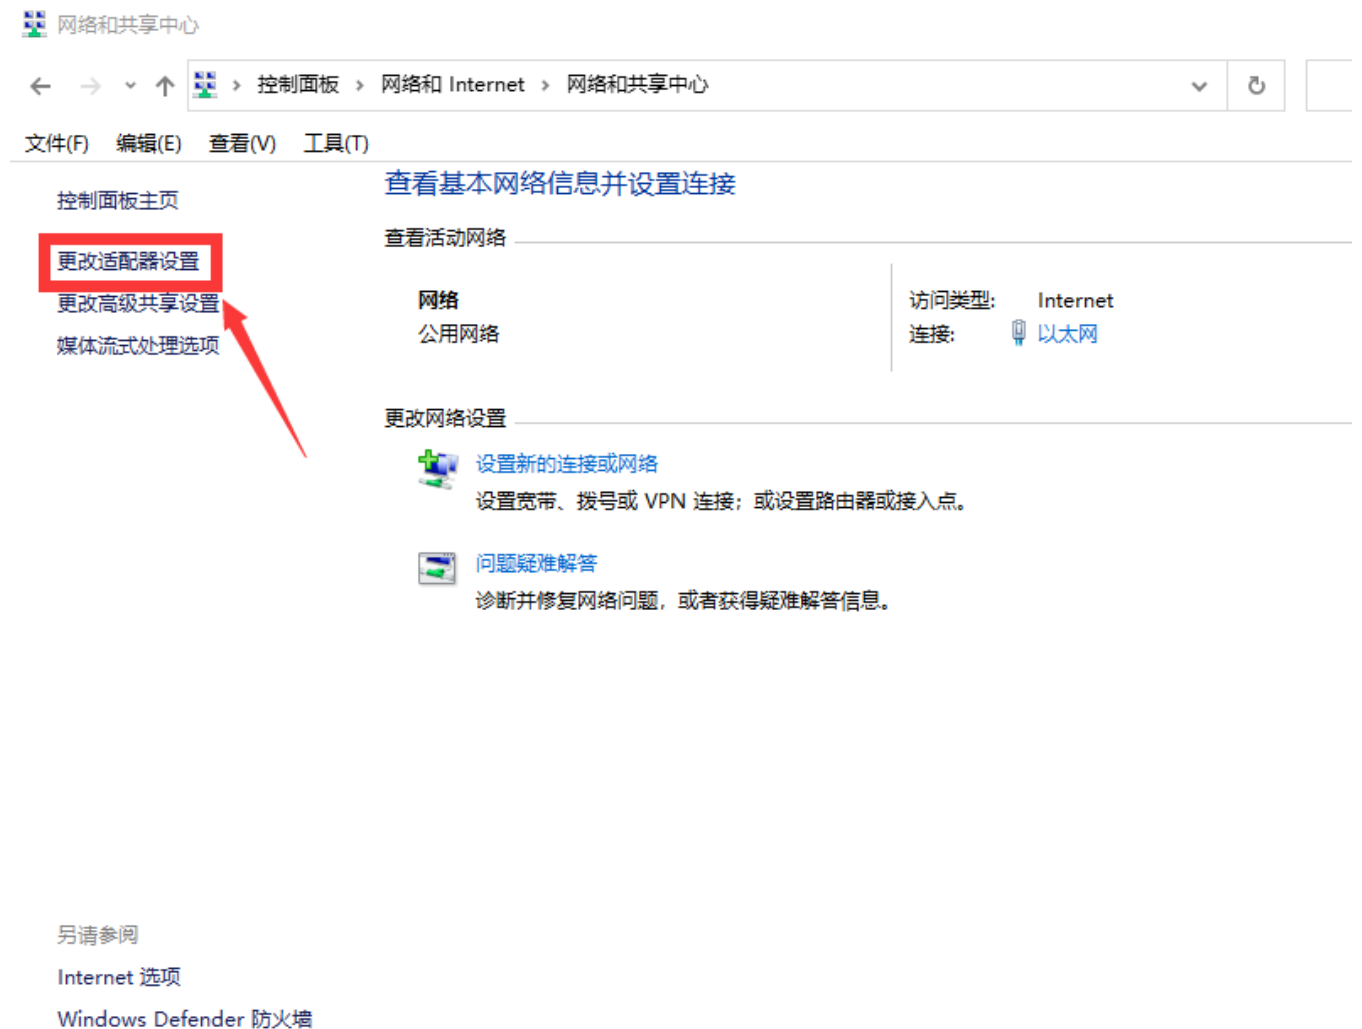 网络和共享中心
控制面板 > 网络和 Internet > 网络和共享中心
文件(F) 编辑(E) 查看(V) 工具(T)
控制面板主页
更改适配器设置
更改高级共享设置
媒体流式处理选项
查看基本网络信息并设置连接
查看活动网络
网络
公用网络
访问类型: Internet
连接: 以太网
更改网络设置
设置新的连接或网络
设置宽带、拨号或 VPN 连接；或设置路由器或接入点。
问题疑难解答
诊断并修复网络问题，或者获得疑难解答信息。
另请参阅
Internet 选项
Windows Defender 防火墙